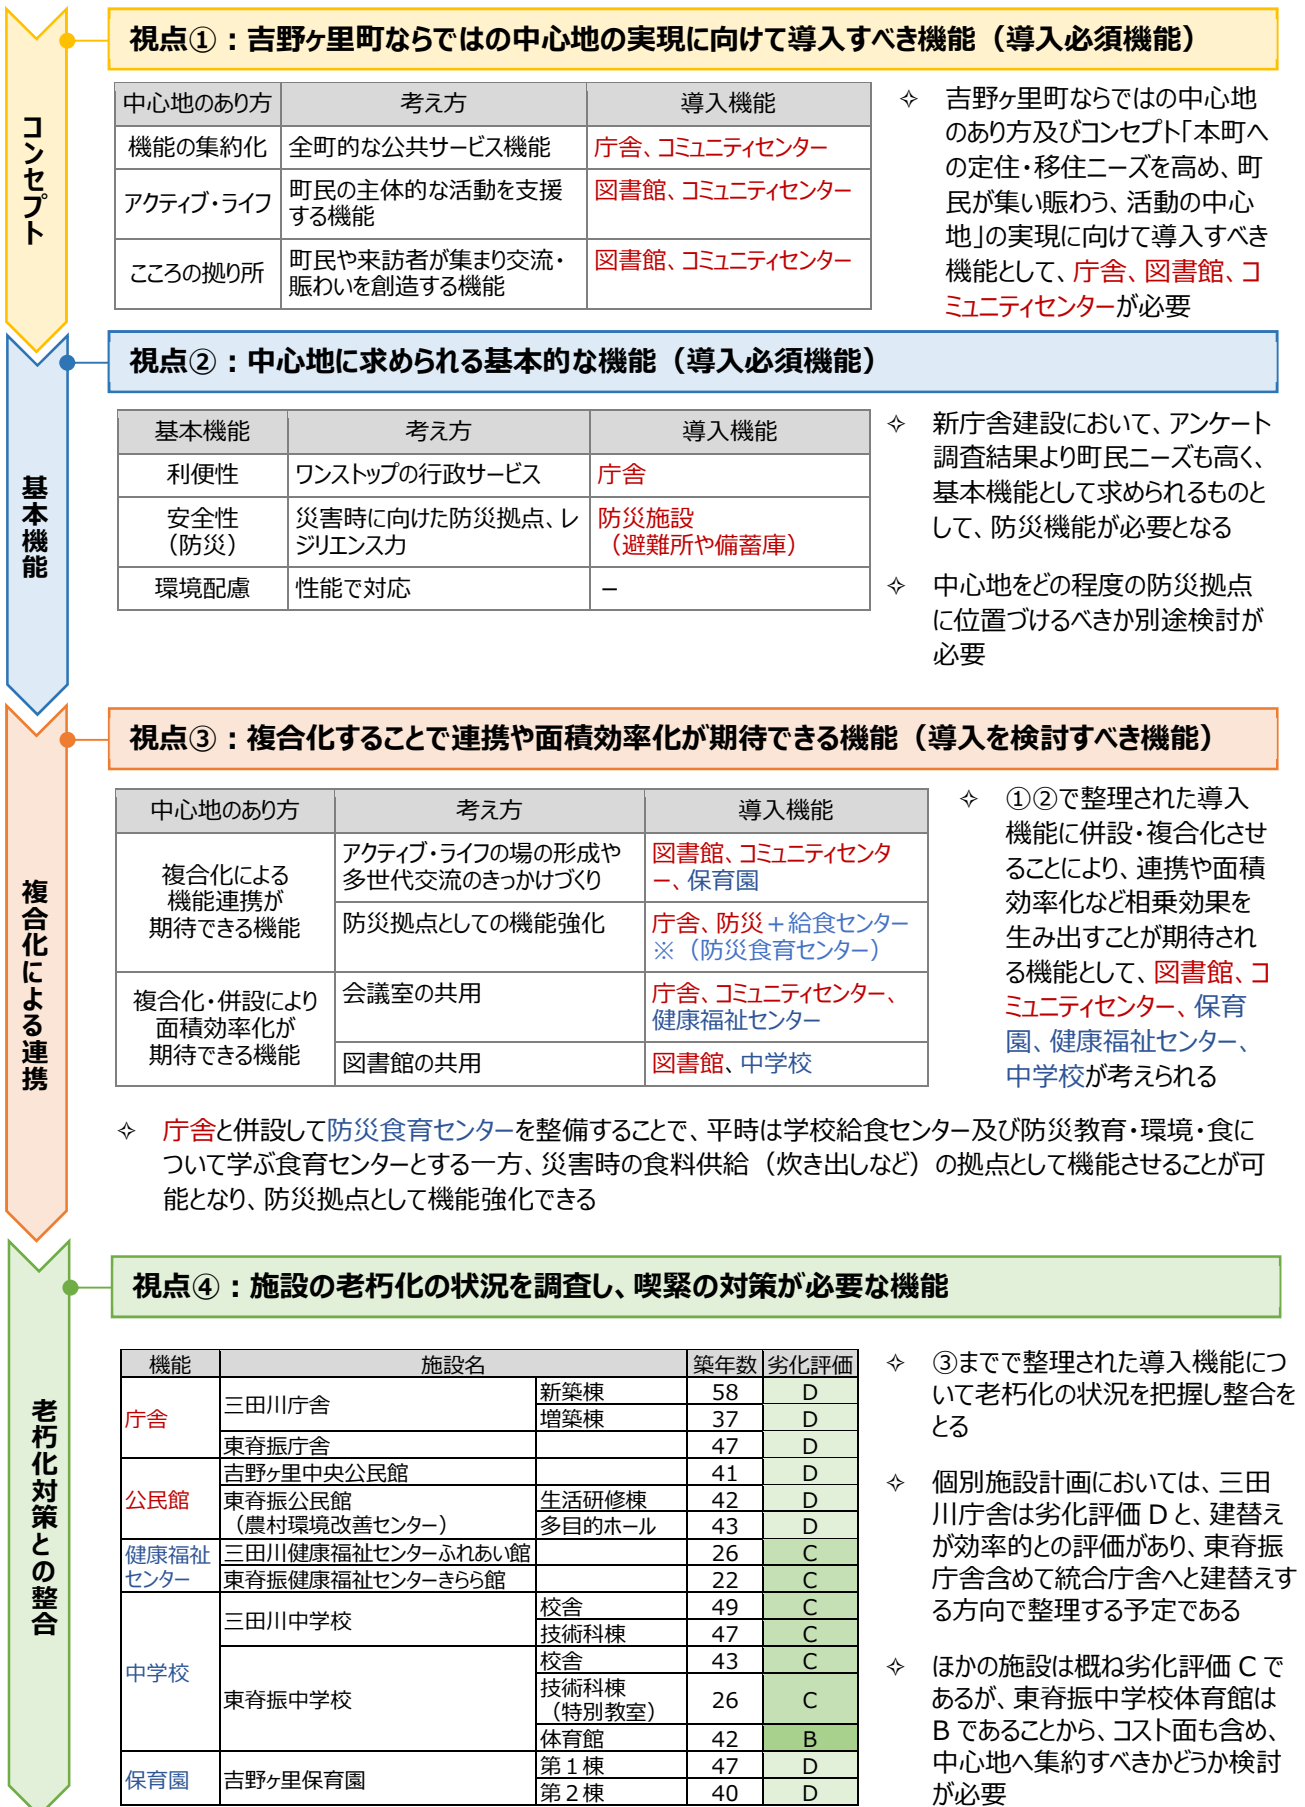 コンセプト
視点①：吉野ヶ里町ならではの中心地の実現に向けて導入すべき機能（導入必須機能）
中心地のあり方 考え方 導入機能
機能の集約化 全町的な公共サービス機能 庁舎、コミュニティセンター
アクティブ・ライフ 町民の主体的な活動を支援する機能 図書館、コミュニティセンター
こころの拠り所 町民や来訪者が集まり交流・賑わいを創造する機能 図書館、コミュニティセンター
✧ 吉野ヶ里町ならではの中心地
のあり方及びコンセプト「本町へ
の定住・移住ニーズを高め、町
民が集い賑わう、活動の中心
地」の実現に向けて導入すべき
機能として、庁舎、図書館、コ
ミュニティセンターが必要
基本機能
視点②：中心地に求められる基本的な機能（導入必須機能）
基本機能 考え方 導入機能
利便性 ワンストップの行政サービス 庁舎
安全性（防災） 災害時に向けた防災拠点、レジリエンス力 防災施設（避難所や備蓄庫）
環境配慮 性能で対応 －
✧ 新庁舎建設において、アンケート
調査結果より町民ニーズも高く、
基本機能として求められるものと
して、防災機能が必要となる
✧ 中心地をどの程度の防災拠点
に位置づけるべきか別途検討が
必要
複合化による連携
視点③：複合化することで連携や面積効率化が期待できる機能（導入を検討すべき機能）
中心地のあり方 考え方 導入機能
複合化による
機能連携が
期待できる機能
アクティブ・ライフの場の形成や
多世代交流のきっかけづくり
図書館、コミュニティセンタ
ー、保育園
防災拠点としての機能強化
庁舎、防災＋給食センター
※（防災食育センター）
複合化・併設により
面積効率化が
期待できる機能
会議室の共用
庁舎、コミュニティセンター、
健康福祉センター
図書館の共用 図書館、中学校
✧ ①②で整理された導入
機能に併設・複合化させ
ることにより、連携や面積
効率化など相乗効果を
生み出すことが期待され
る機能として、図書館、コ
ミュニティセンター、保育
園、健康福祉センター、
中学校が考えられる
✧ 庁舎と併設して防災食育センターを整備することで、平時は学校給食センター及び防災教育・環境・食に
ついて学ぶ食育センターとする一方、災害時の食料供給（炊き出しなど）の拠点として機能させることが可
能となり、防災拠点として機能強化できる
老朽化対策との整合
視点④：施設の老朽化の状況を調査し、喫緊の対策が必要な機能
機能 施設名 築年数 劣化評価
庁舎 三田川庁舎 新築棟 58 D
増築棟 37 D
東脊振庁舎 47 D
公民館 吉野ヶ里中央公民館 41 D
東脊振公民館（農村環境改善センター） 生活研修棟 42 D
多目的ホール 43 D
健康福祉センター 三田川健康福祉センターふれあい館 26 C
東脊振健康福祉センターきらら館 22 C
中学校 三田川中学校 校舎 49 C
技術科棟 47 C
東脊振中学校 校舎 43 C
技術科棟（特別教室） 26 C
体育館 42 B
保育園 吉野ヶ里保育園 第１棟 47 D
第２棟 40 D
✧ ③までで整理された導入機能につ
いて老朽化の状況を把握し整合を
とる
✧ 個別施設計画においては、三田
川庁舎は劣化評価 D と、建替え
が効率的との評価があり、東脊振
庁舎含めて統合庁舎へと建替えす
る方向で整理する予定である
✧ ほかの施設は概ね劣化評価 C で
あるが、東脊振中学校体育館は
B であることから、コスト面も含め、
中心地へ集約すべきかどうか検討
が必要